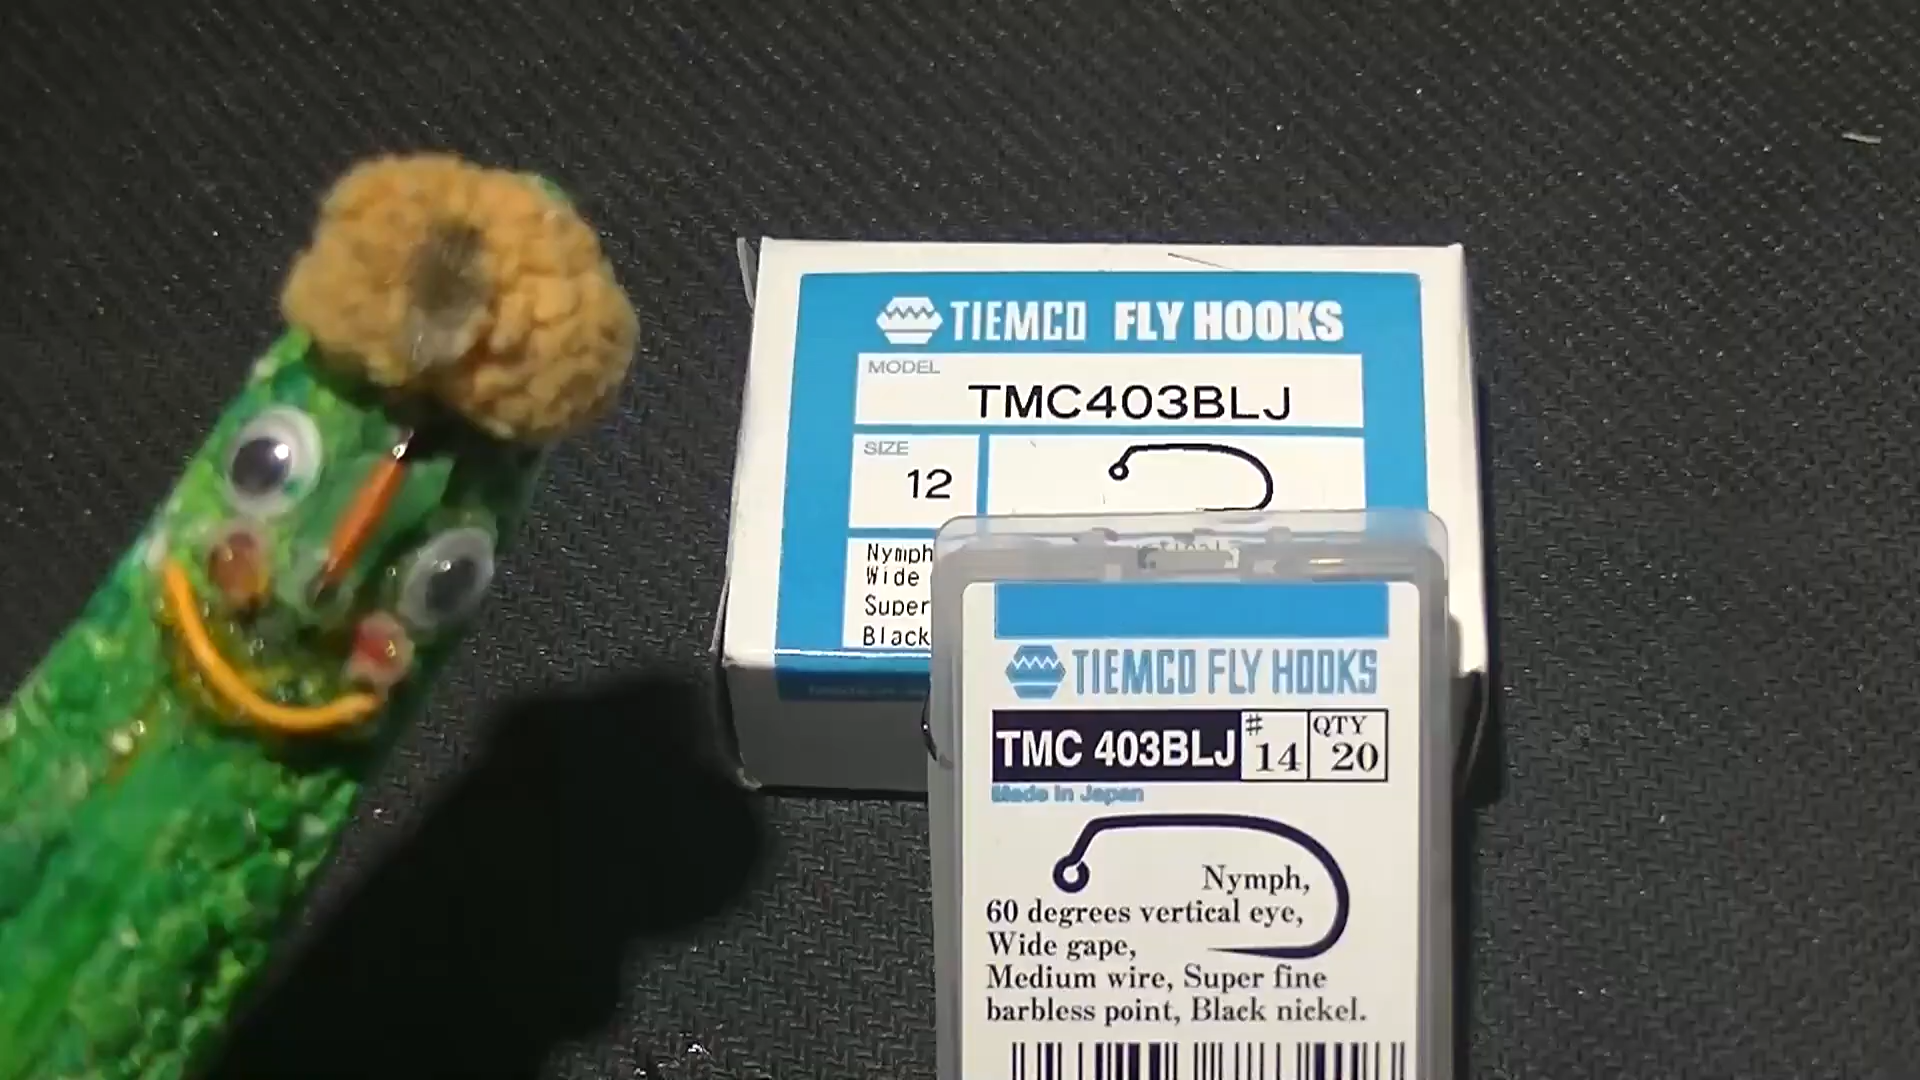 TIEMCO FLY HOOKS
MODEL
TMC403BLJ
SIZE
12
Nymph
Wide
Super
Black
TIEMCO FLY HOOKS
TMC 403BLJ # 14 QTY 20
Made in Japan
Nymph,
60 degrees vertical eye,
Wide gape,
Medium wire, Super fine
barbless point, Black nickel.